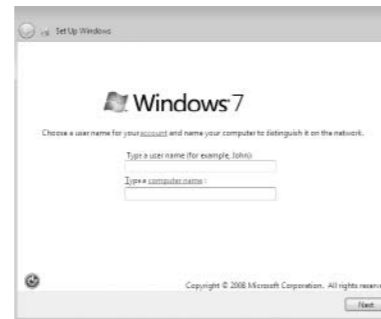 Set Up Windows
Windows 7
Choose a user name for your account and name your computer to distinguish it on the network.
Type a user name (for example, John):
Type a computer name :
Copyright © 2008 Microsoft Corporation. All rights reserve
Next